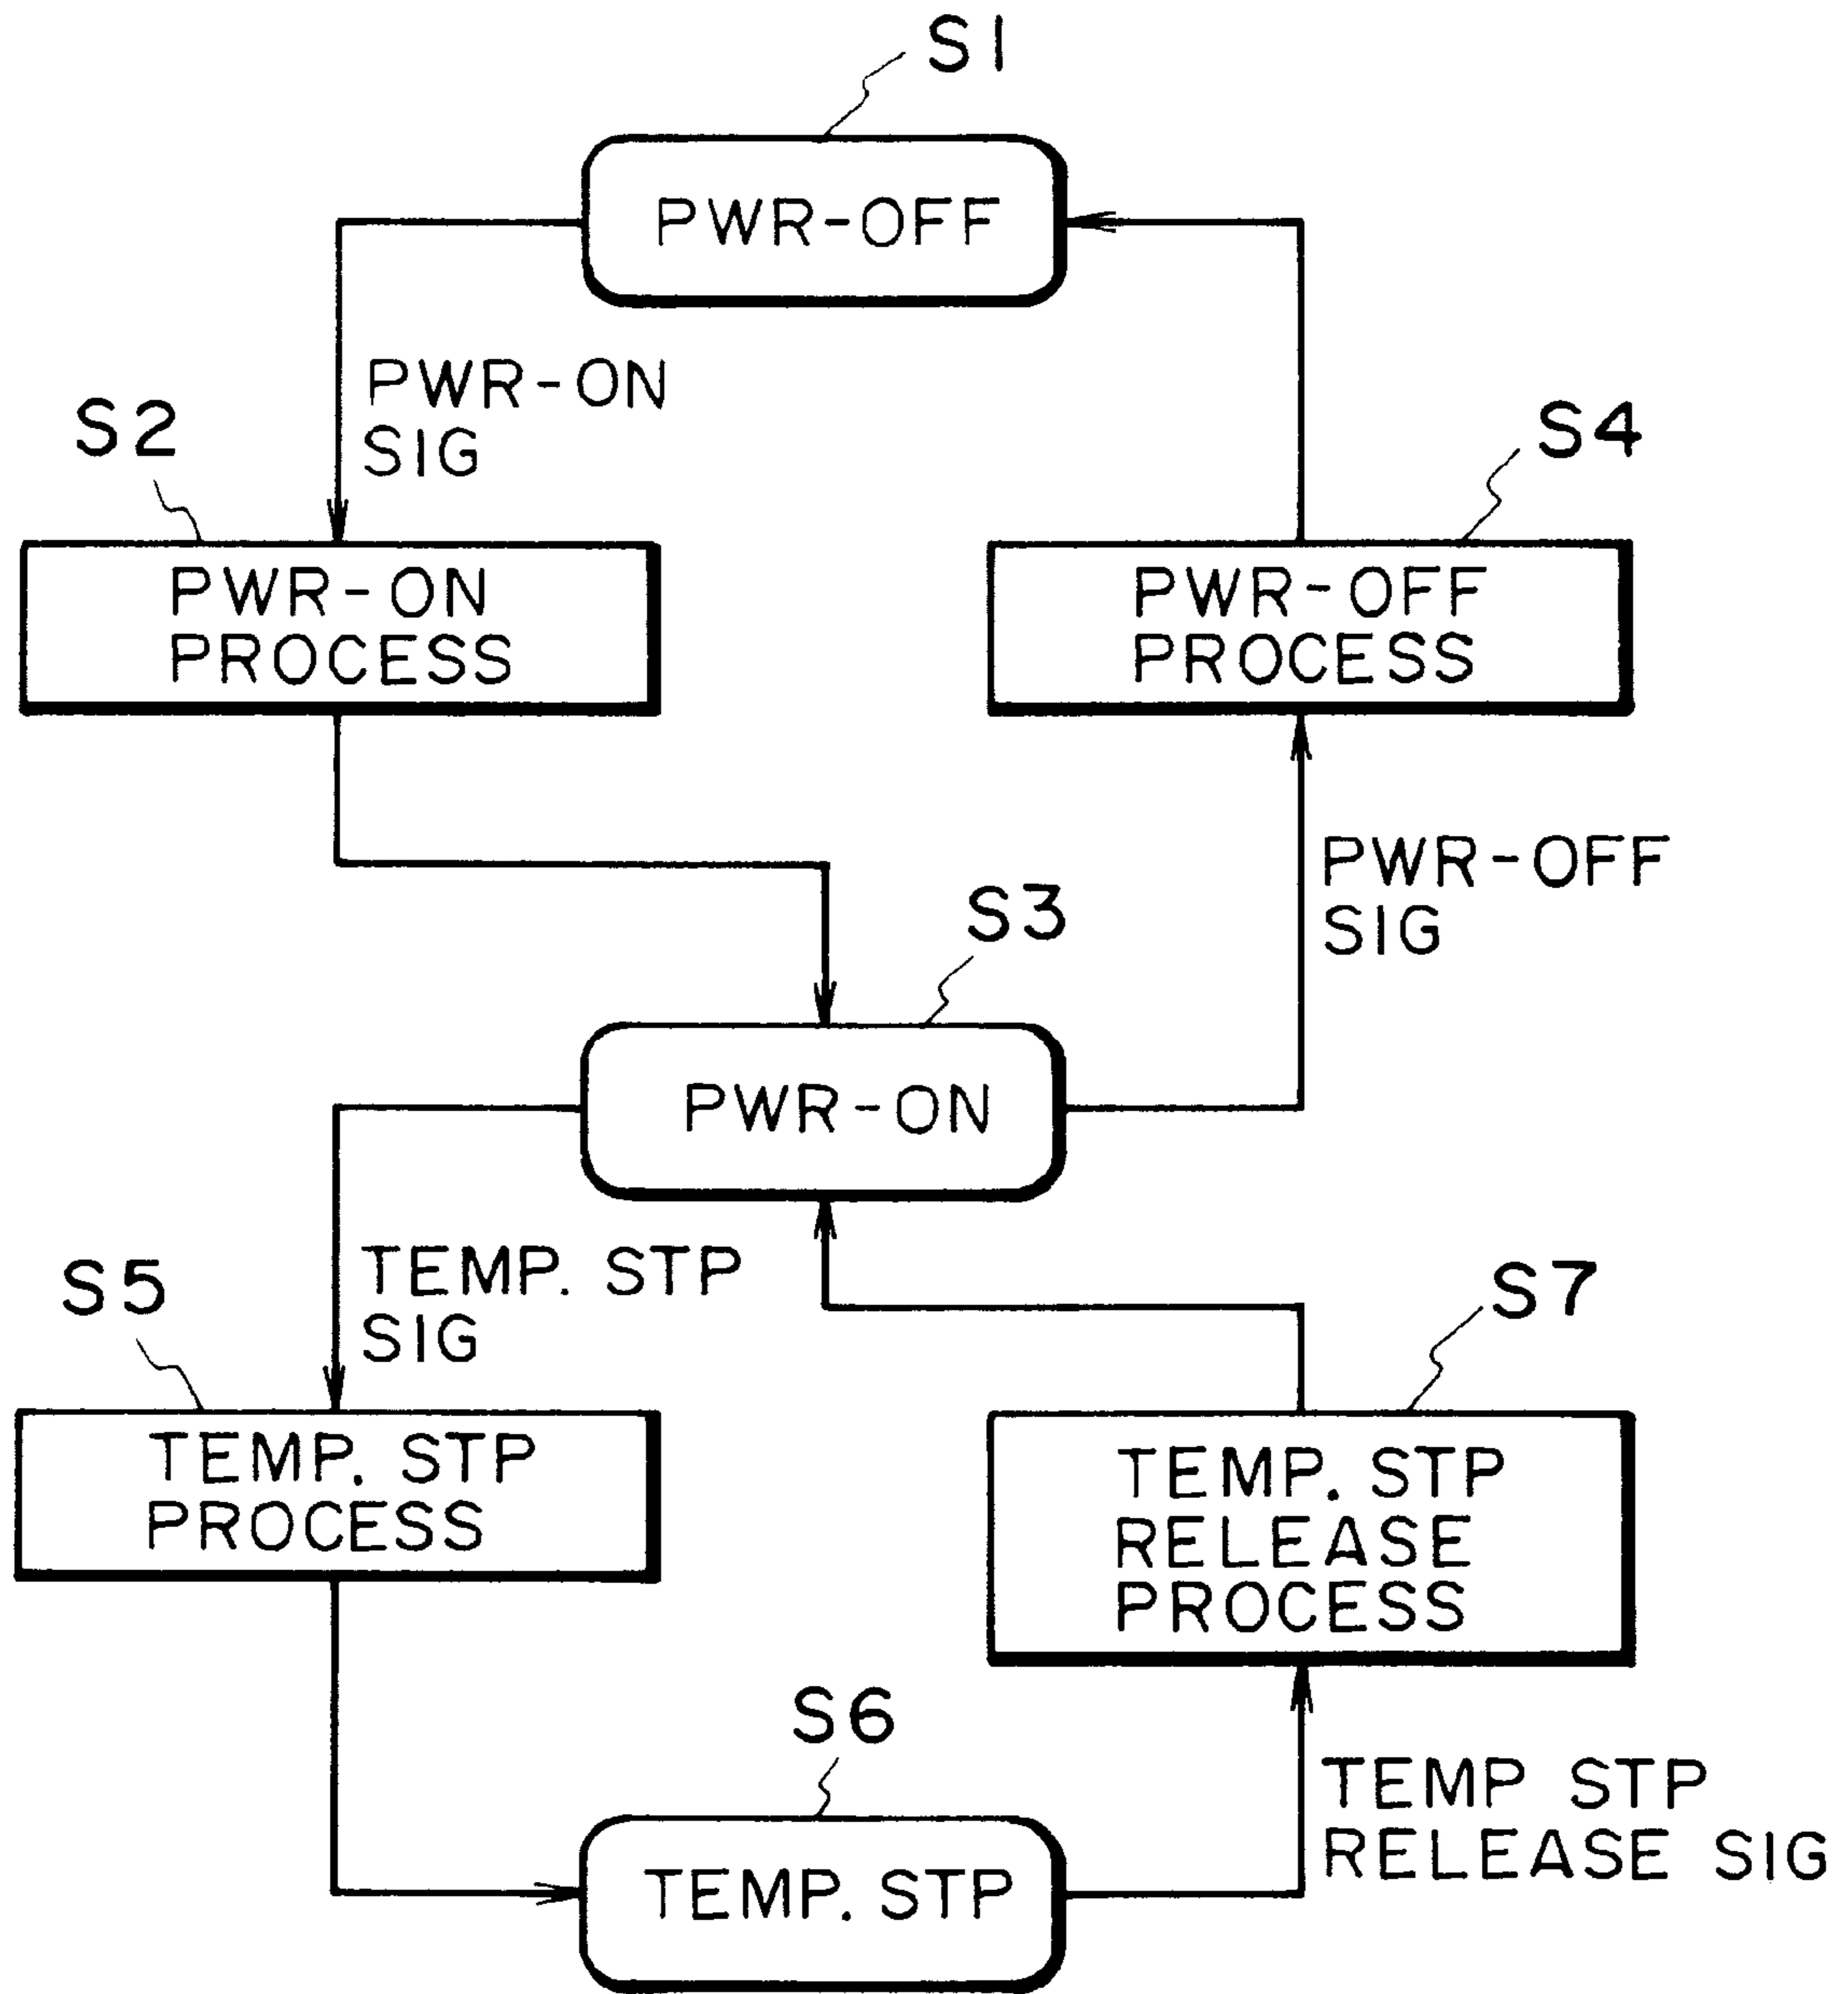 S1
PWR-OFF
PWR-ON
SIG
S2
S4
PWR-ON
PROCESS
PWR-OFF
PROCESS
PWR-OFF
SIG
S3
PWR-ON
TEMP. STP
SIG
S5
S7
TEMP. STP
PROCESS
TEMP. STP
RELEASE
PROCESS
S6
TEMP STP
RELEASE SIG
TEMP. STP